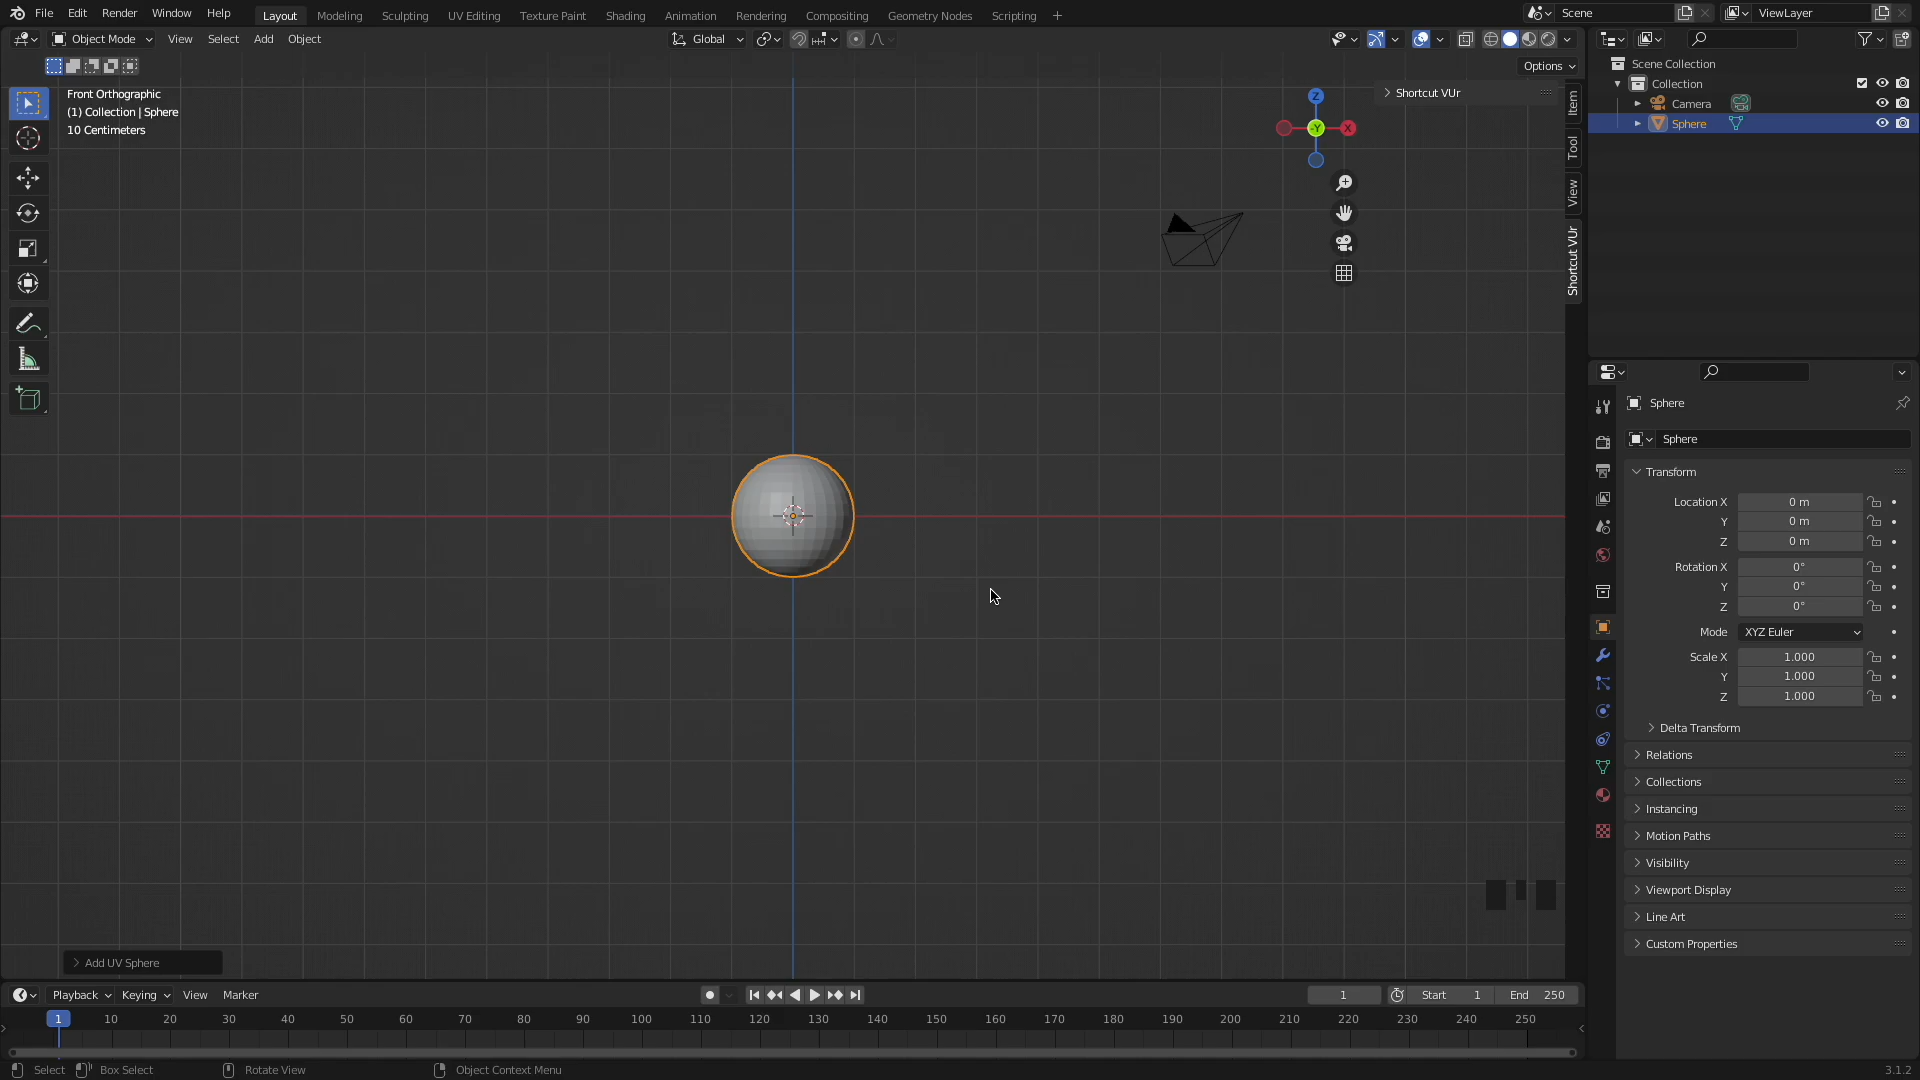 File Edit Render Window Help Layout Modeling Sculpting UV Editing Texture Paint Shading Animation Rendering Compositing Geometry Nodes Scripting + Scene ViewLayer
Object Mode View Select Add Object Global
Options
Front Orthographic
(1) Collection | Sphere
10 Centimeters
Z
-Y
X
Shortcut VUr
Item
Tool
View
Shortcut VUr
Scene Collection
Collection
Camera
Sphere
Sphere
Sphere
Transform
Location X 0 m
Y 0 m
Z 0 m
Rotation X 0°
Y 0°
Z 0°
Mode XYZ Euler
Scale X 1.000
Y 1.000
Z 1.000
Delta Transform
Relations
Collections
Instancing
Motion Paths
Visibility
Viewport Display
Line Art
Custom Properties
Add UV Sphere
Playback Keying View Marker 1 Start 1 End 250
1 10 20 30 40 50 60 70 80 90 100 110 120 130 140 150 160 170 180 190 200 210 220 230 240 250
Select Box Select Rotate View Object Context Menu 3.1.2